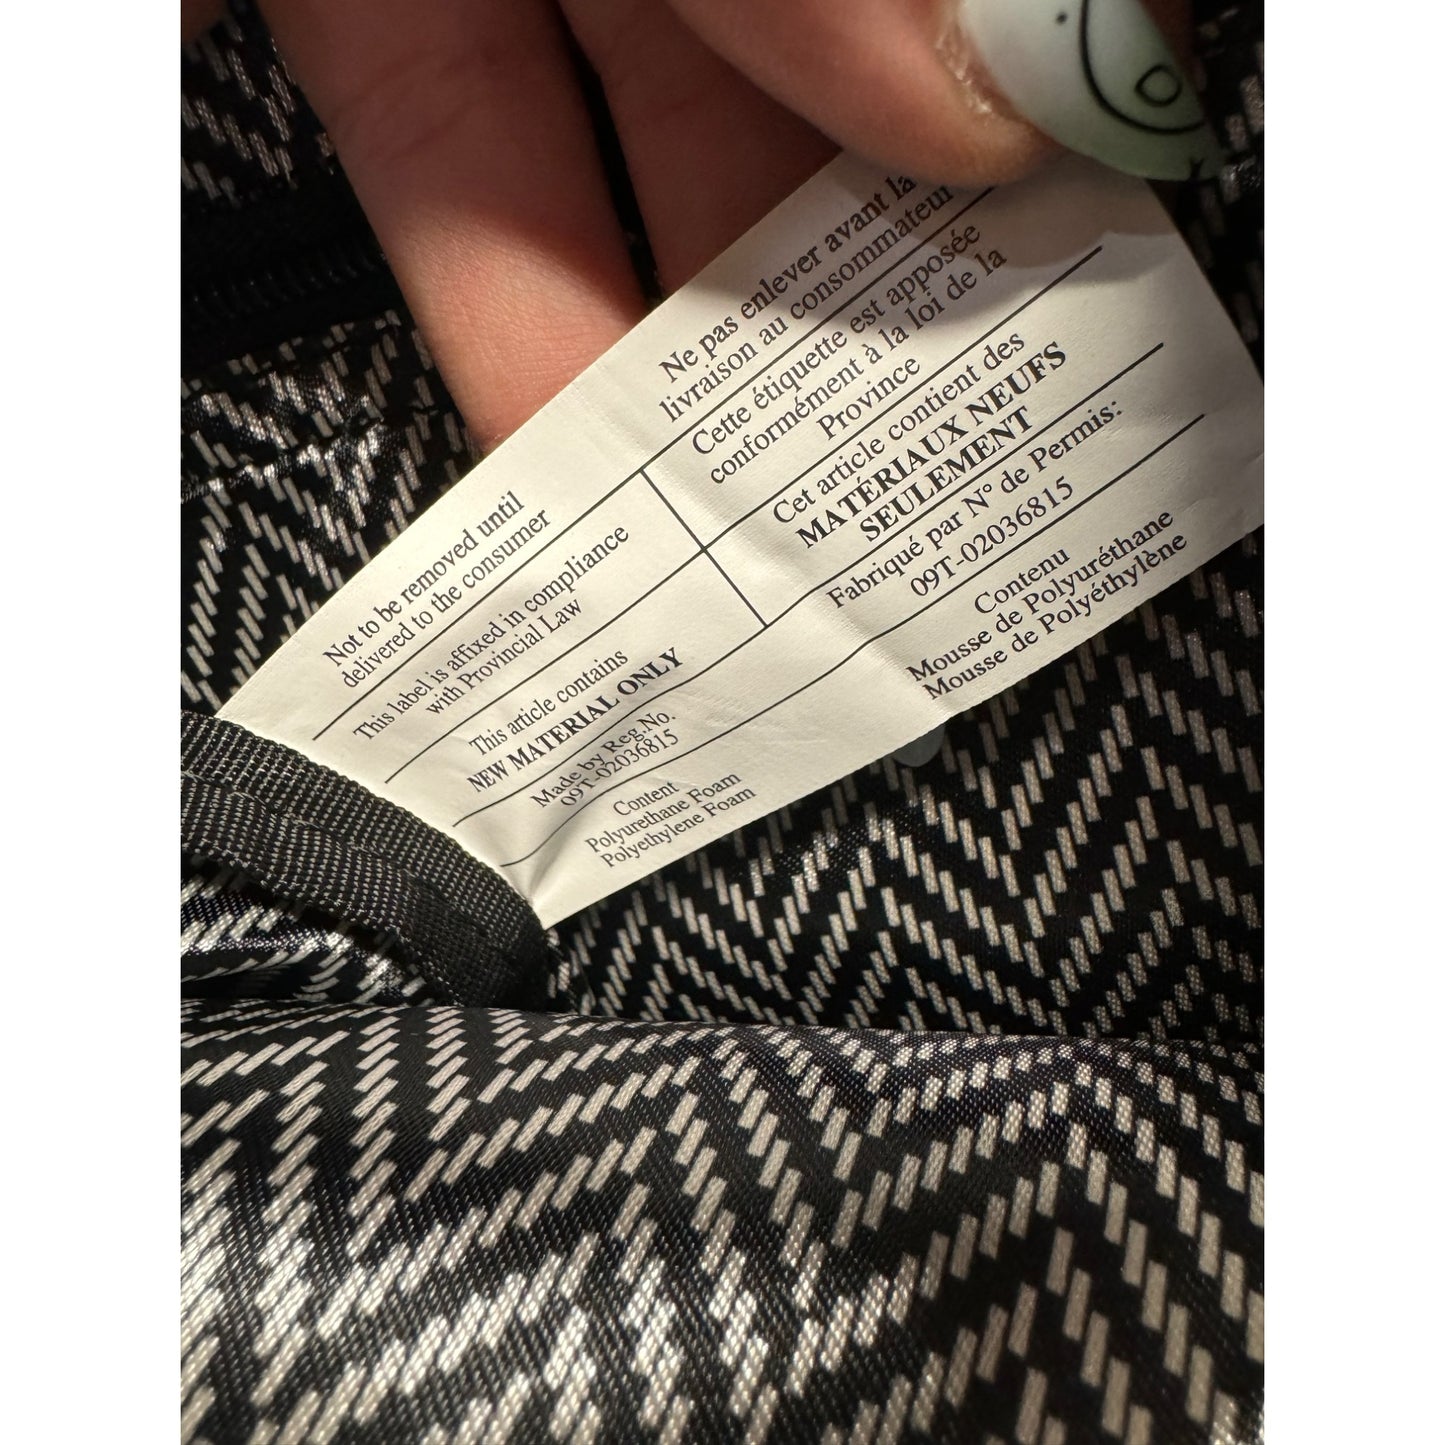 Not to be removed until
delivered to the consumer
This label is affixed in compliance
with Provincial Law
This article contains
NEW MATERIAL ONLY
Made by Reg.No.
09T-02036815
Content
Polyurethane Foam
Polyethylene Foam
Ne pas enlever avant la
livraison au consommateur
Cette étiquette est apposée
conformément à la loi de la
Province
Cet article contient des
MATÉRIAUX NEUFS
SEULEMENT
Fabriqué par N° de Permis:
09T-02036815
Contenu
Mousse de Polyuréthane
Mousse de Polyéthylène